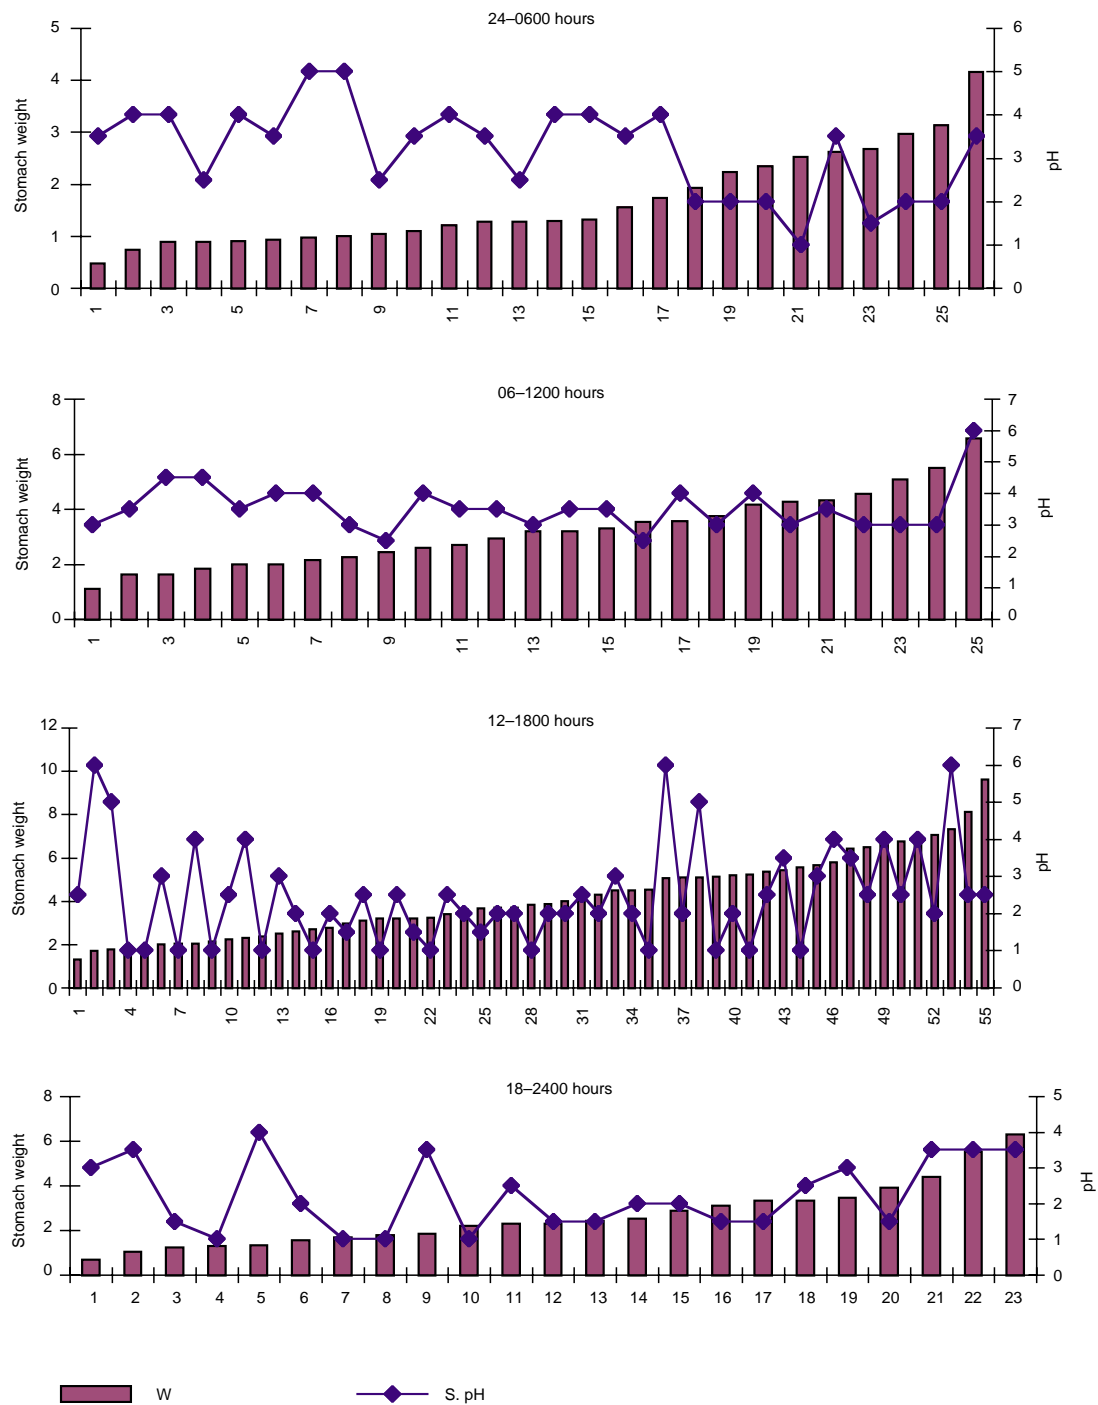 24–0600 hours
5 4 3 2 1 0
Stomach weight
6 5 4 3 2 1 0
pH
1 3 5 7 9 11 13 15 17 19 21 23 25
06–1200 hours
8 6 4 2 0
Stomach weight
7 6 5 4 3 2 1 0
pH
1 3 5 7 9 11 13 15 17 19 21 23 25
12–1800 hours
12 10 8 6 4 2 0
Stomach weight
7 6 5 4 3 2 1 0
pH
1 4 7 10 13 16 19 22 25 28 31 34 37 40 43 46 49 52 55
18–2400 hours
8 6 4 2 0
Stomach weight
5 4 3 2 1 0
pH
1 2 3 4 5 6 7 8 9 10 11 12 13 14 15 16 17 18 19 20 21 22 23
W S. pH